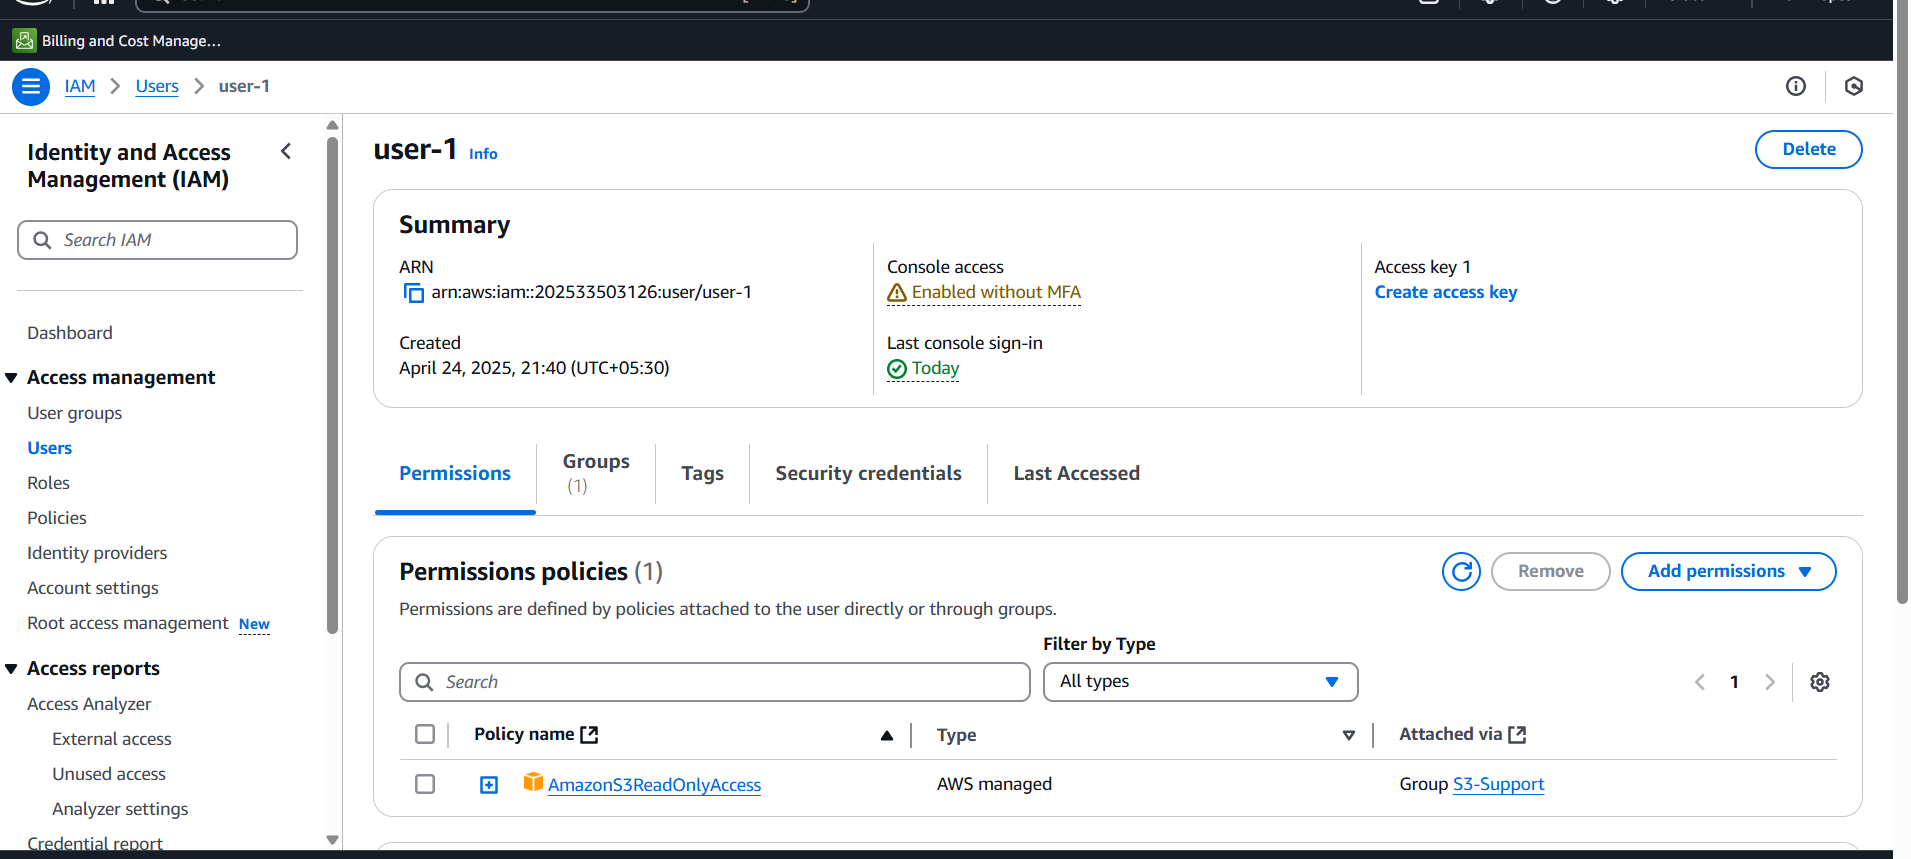 Billing and Cost Manage...
IAM
Users
user-1
Identity and Access
Management (IAM)
Search IAM
Dashboard
Access management
User groups
Users
Roles
Policies
Identity providers
Account settings
Root access management New
Access reports
Access Analyzer
External access
Unused access
Analyzer settings
Credential report
user-1 Info
Delete
Summary
ARN
arn:aws:iam::202533503126:user/user-1
Created
April 24, 2025, 21:40 (UTC+05:30)
Console access
Enabled without MFA
Last console sign-in
Today
Access key 1
Create access key
Permissions
Groups
(1)
Tags
Security credentials
Last Accessed
Permissions policies (1)
Remove
Add permissions
Permissions are defined by policies attached to the user directly or through groups.
Filter by Type
Search
All types
1
Policy name
Type
Attached via
AmazonS3ReadOnlyAccess
AWS managed
Group S3-Support